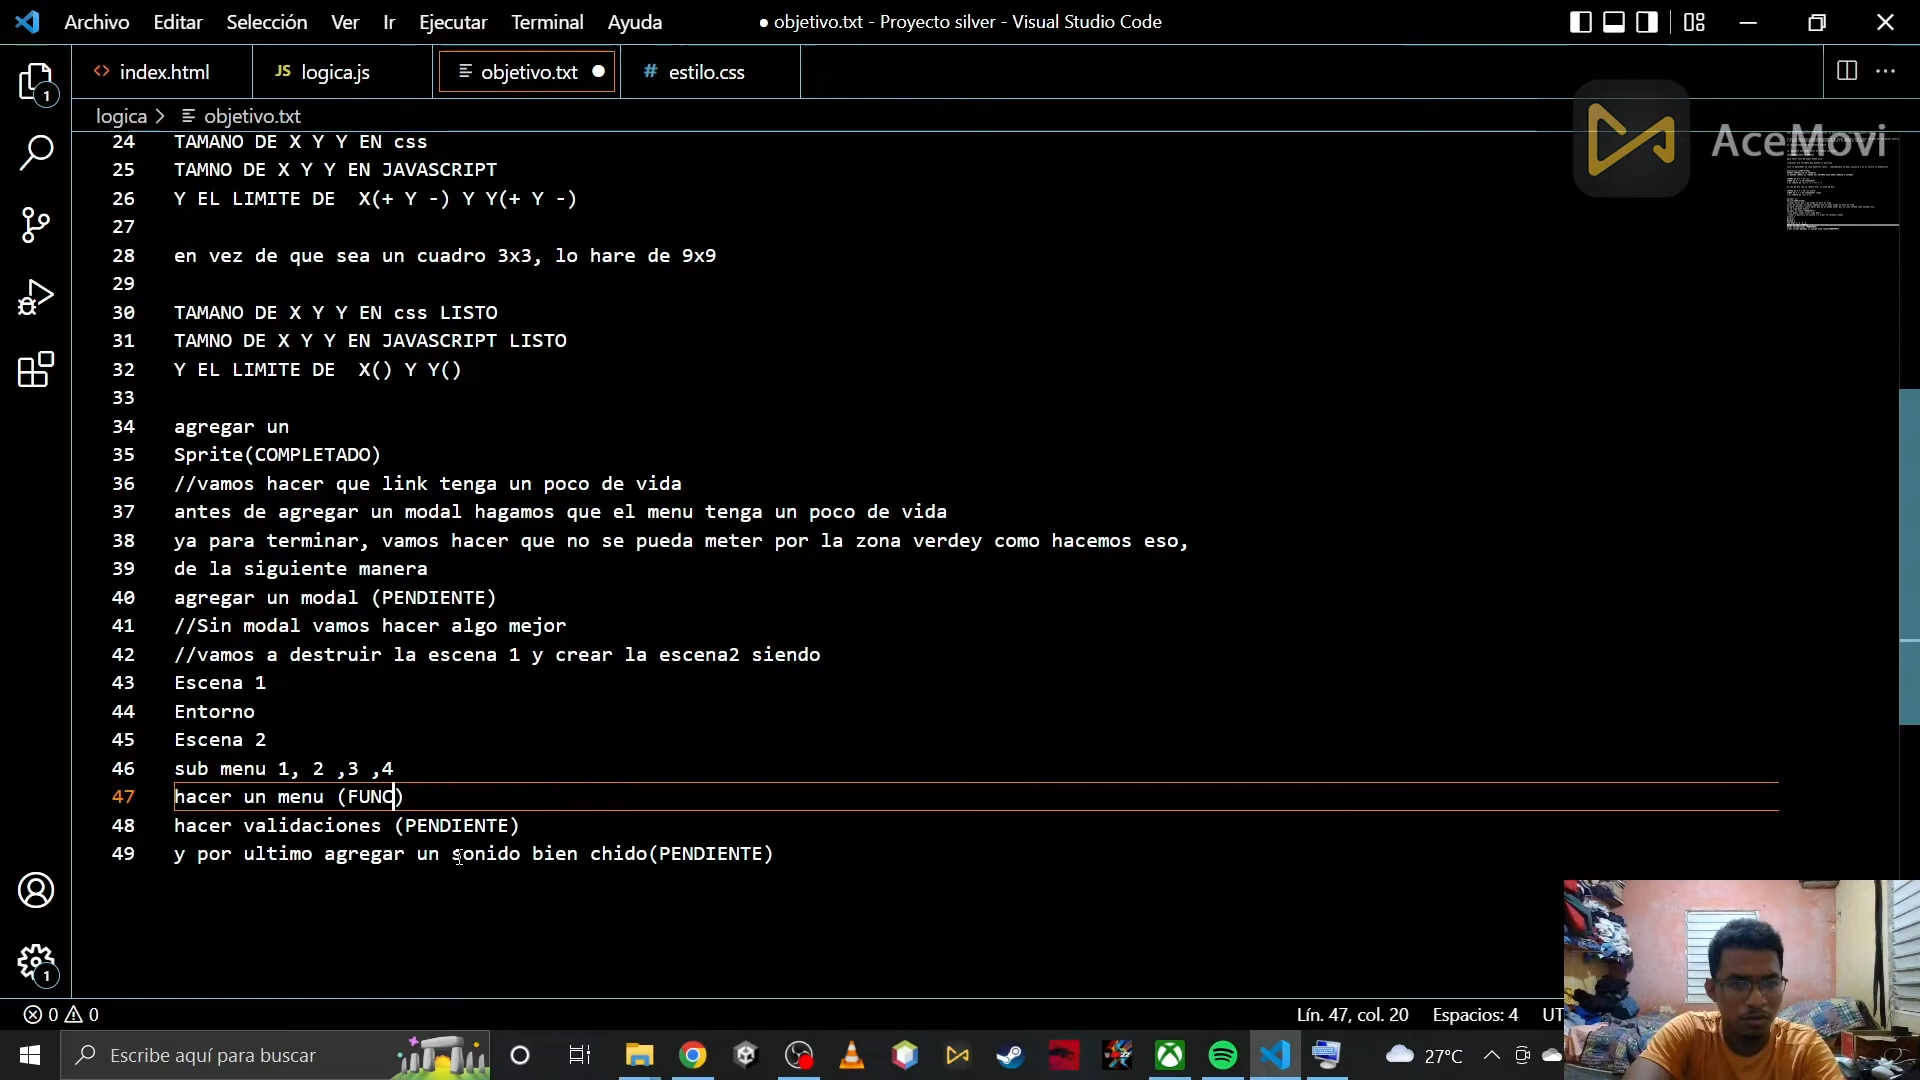 Archivo Editar Selección Ver Ir Ejecutar Terminal Ayuda
● objetivo.txt - Proyecto silver - Visual Studio Code
index.html
JS logica.js
objetivo.txt
# estilo.css
logica > objetivo.txt
AceMovi
1
24 TAMANO DE X Y Y EN css
25 TAMNO DE X Y Y EN JAVASCRIPT
26 Y EL LIMITE DE  X(+ Y -) Y Y(+ Y -)
27
28 en vez de que sea un cuadro 3x3, lo hare de 9x9
29
30 TAMANO DE X Y Y EN css LISTO
31 TAMNO DE X Y Y EN JAVASCRIPT LISTO
32 Y EL LIMITE DE  X() Y Y()
33
34 agregar un
35 Sprite(COMPLETADO)
36 //vamos hacer que link tenga un poco de vida
37 antes de agregar un modal hagamos que el menu tenga un poco de vida
38 ya para terminar, vamos hacer que no se pueda meter por la zona verdey como hacemos eso,
39 de la siguiente manera
40 agregar un modal (PENDIENTE)
41 //Sin modal vamos hacer algo mejor
42 //vamos a destruir la escena 1 y crear la escena2 siendo
43 Escena 1
44 Entorno
45 Escena 2
46 sub menu 1, 2 ,3 ,4
47 hacer un menu (FUNC)
48 hacer validaciones (PENDIENTE)
49 y por ultimo agregar un sonido bien chido(PENDIENTE)
1
0 0
Lín. 47, col. 20 Espacios: 4 UT
Escribe aquí para buscar
27°C